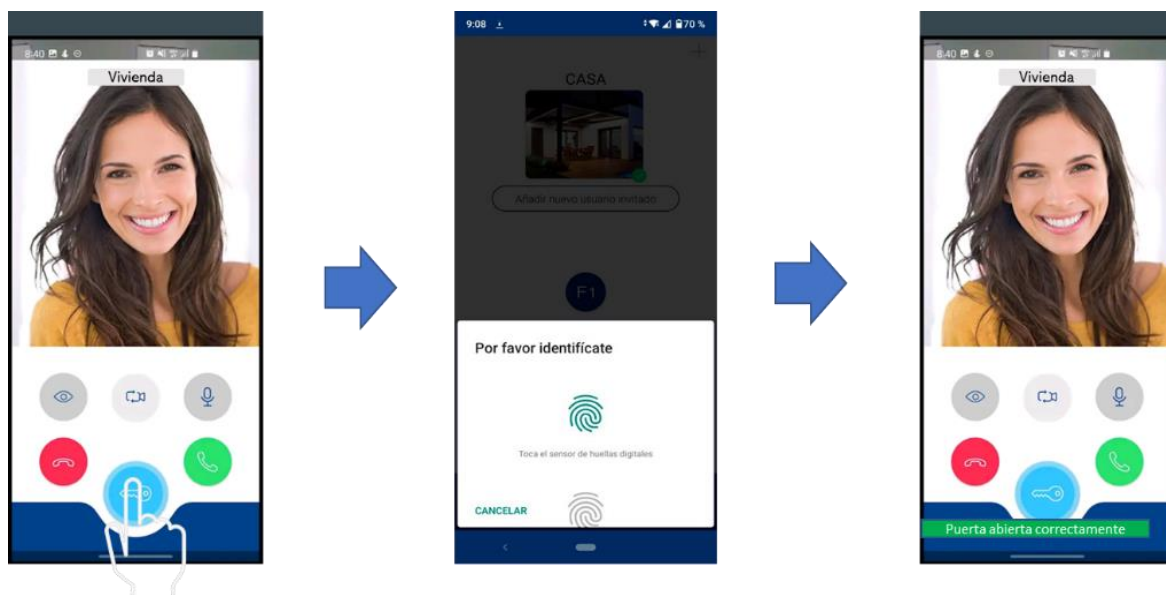 8:40
Vivienda
9:08
70 %
CASA
Añadir nuevo usuario invitado
F1
Por favor identifícate
Toca el sensor de huellas digitales
CANCELAR
8:40
Vivienda
Puerta abierta correctamente